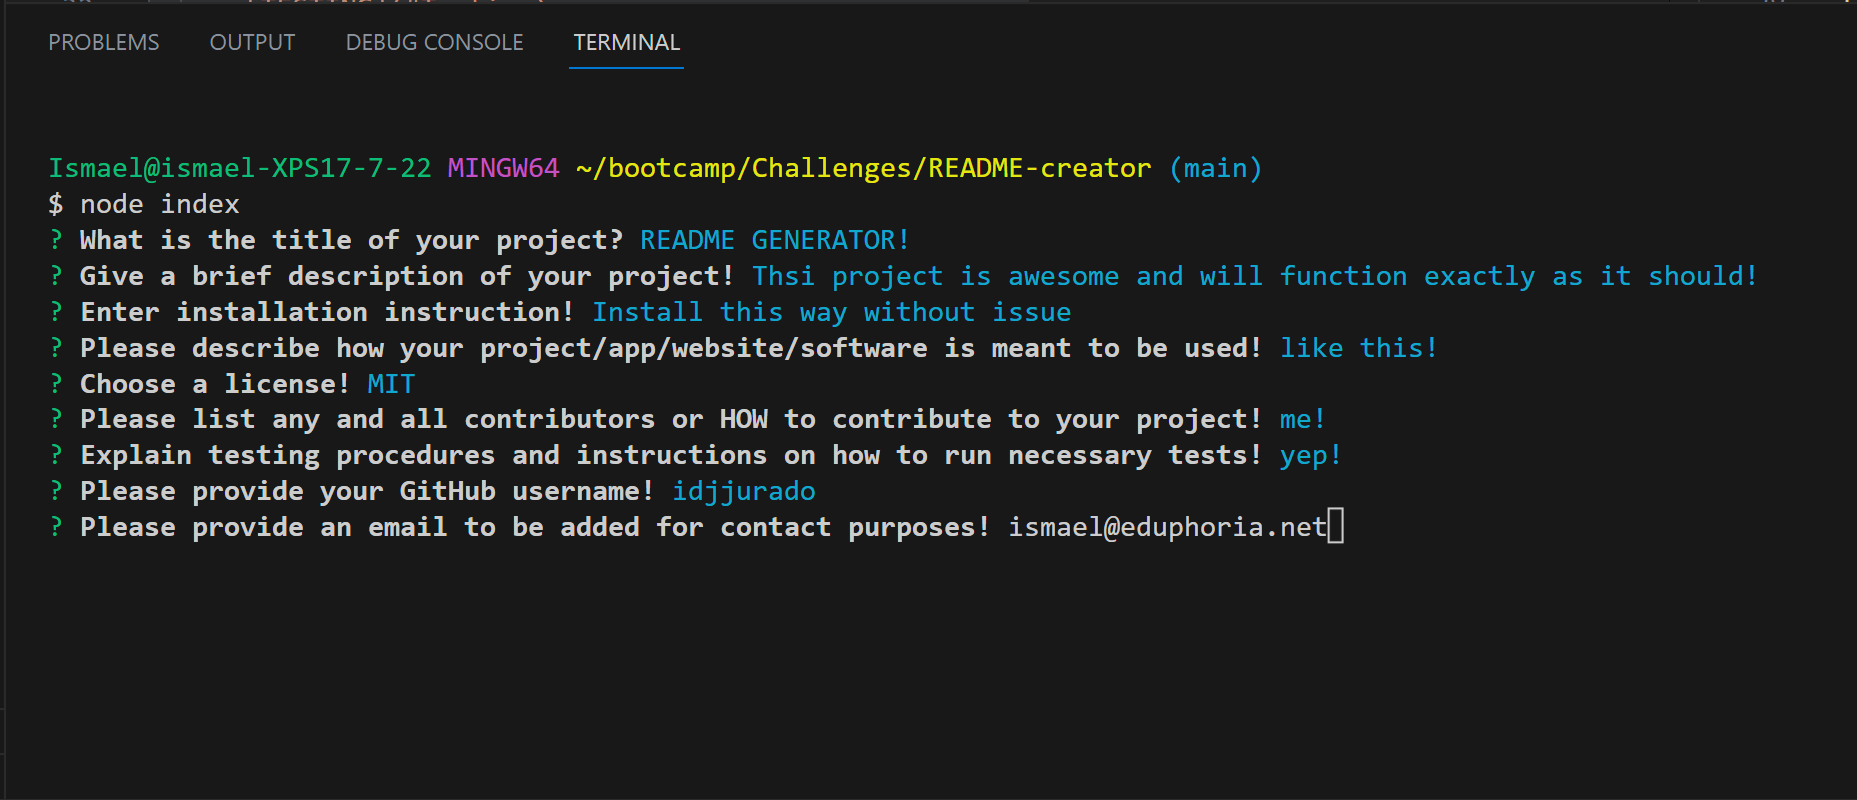 PROBLEMS OUTPUT DEBUG CONSOLE TERMINAL
Ismael@ismael-XPS17-7-22 MINGW64 ~/bootcamp/Challenges/README-creator (main)
$ node index
? What is the title of your project? README GENERATOR!
? Give a brief description of your project! Thsi project is awesome and will function exactly as it should!
? Enter installation instruction! Install this way without issue
? Please describe how your project/app/website/software is meant to be used! like this!
? Choose a license! MIT
? Please list any and all contributors or HOW to contribute to your project! me!
? Explain testing procedures and instructions on how to run necessary tests! yep!
? Please provide your GitHub username! idjjurado
? Please provide an email to be added for contact purposes! ismael@eduphoria.net